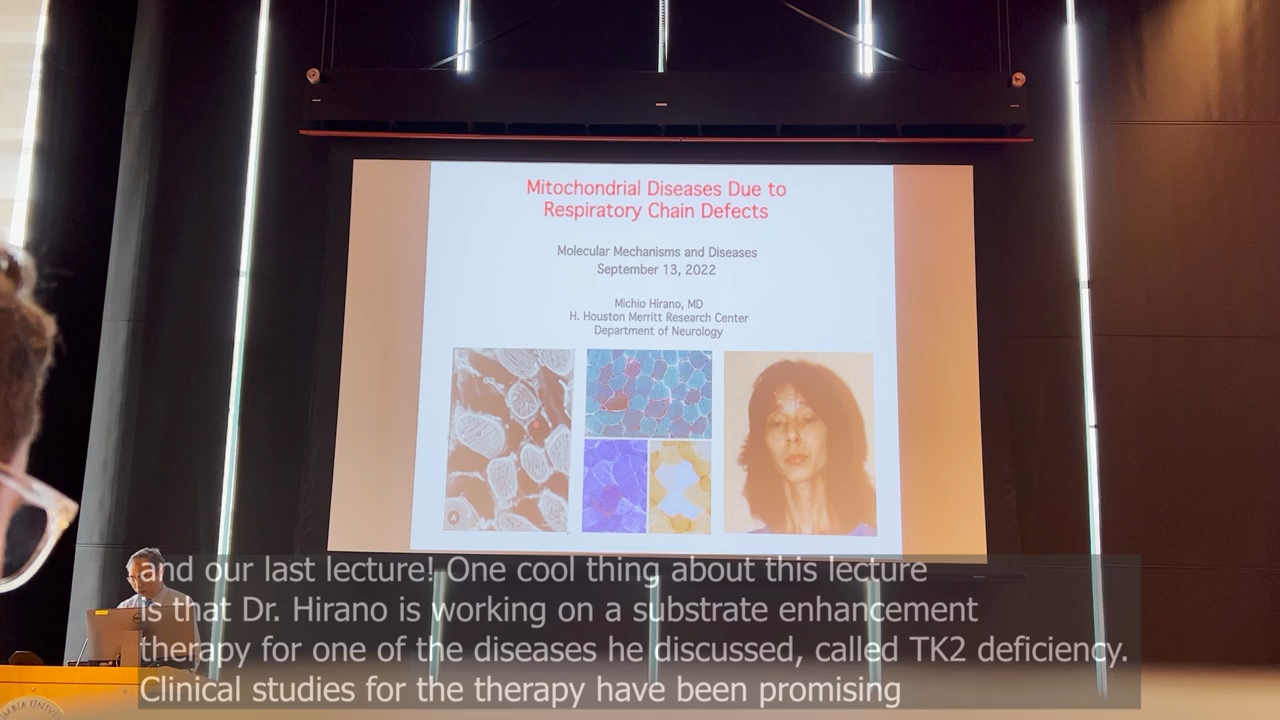 Mitochondrial Diseases Due to
Respiratory Chain Defects
Molecular Mechanisms and Diseases
September 13, 2022
Michio Hirano, MD
H. Houston Merritt Research Center
Department of Neurology
A
and our last lecture! One cool thing about this lecture
is that Dr. Hirano is working on a substrate enhancement
therapy for one of the diseases he discussed, called TK2 deficiency.
Clinical studies for the therapy have been promising